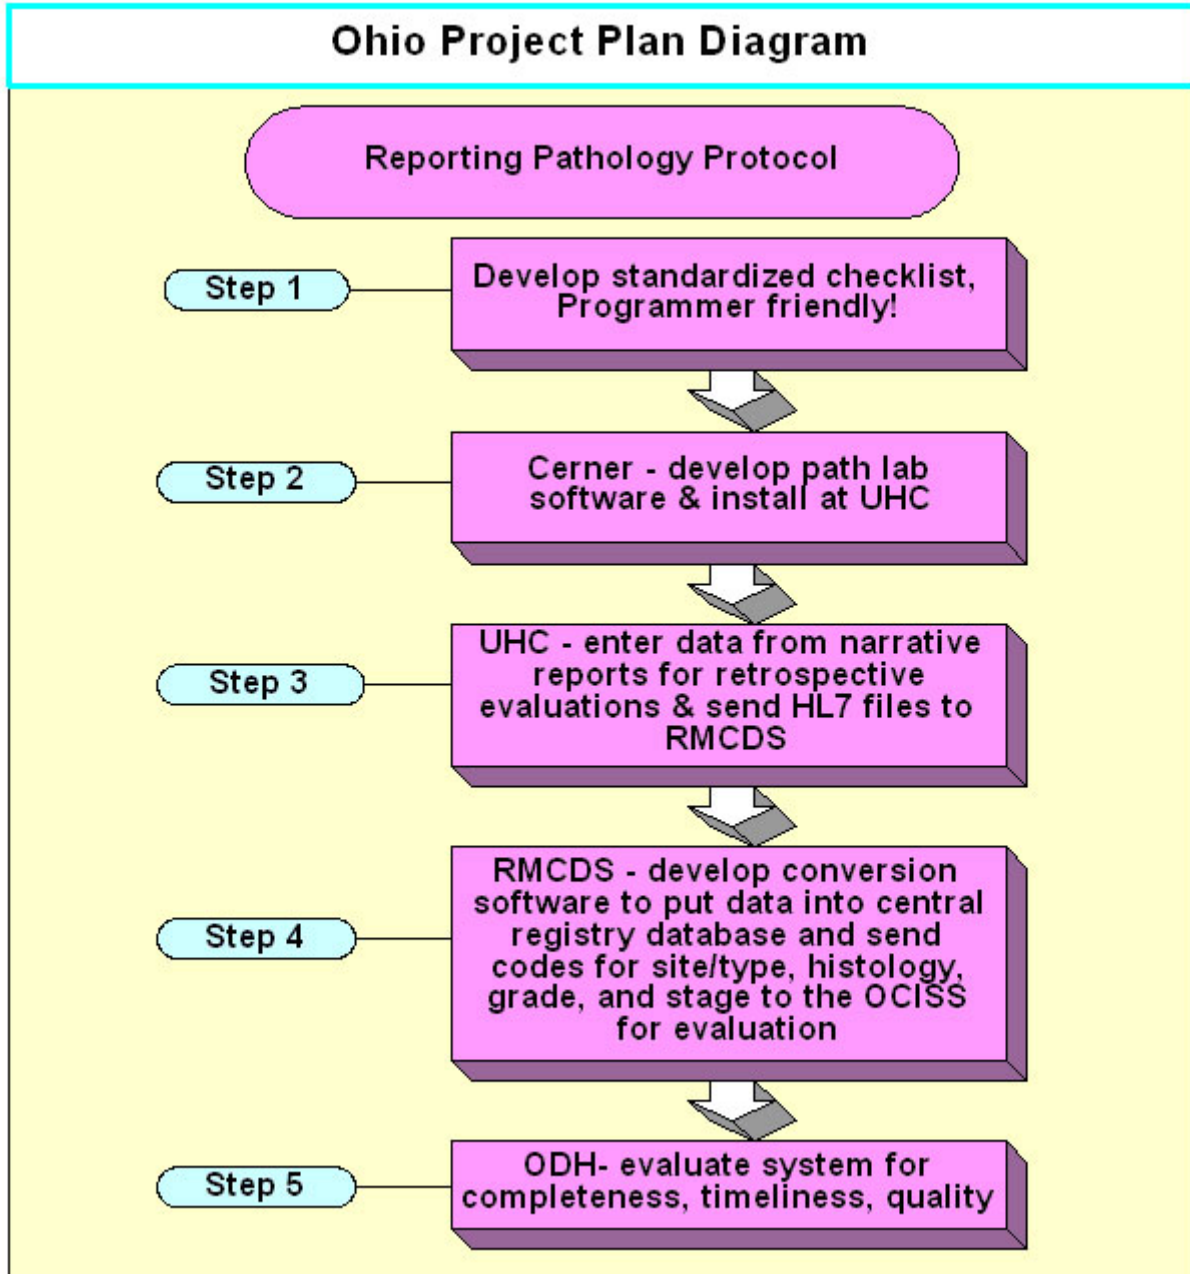 Ohio Project Plan Diagram
Reporting Pathology Protocol
Step 1
Develop standardized checklist,
Programmer friendly!
Step 2
Cerner - develop path lab
software & install at UHC
Step 3
UHC - enter data from narrative
reports for retrospective
evaluations & send HL7 files to
RMCDS
Step 4
RMCDS - develop conversion
software to put data into central
registry database and send
codes for site/type, histology,
grade, and stage to the OCISS
for evaluation
Step 5
ODH- evaluate system for
completeness, timeliness, quality